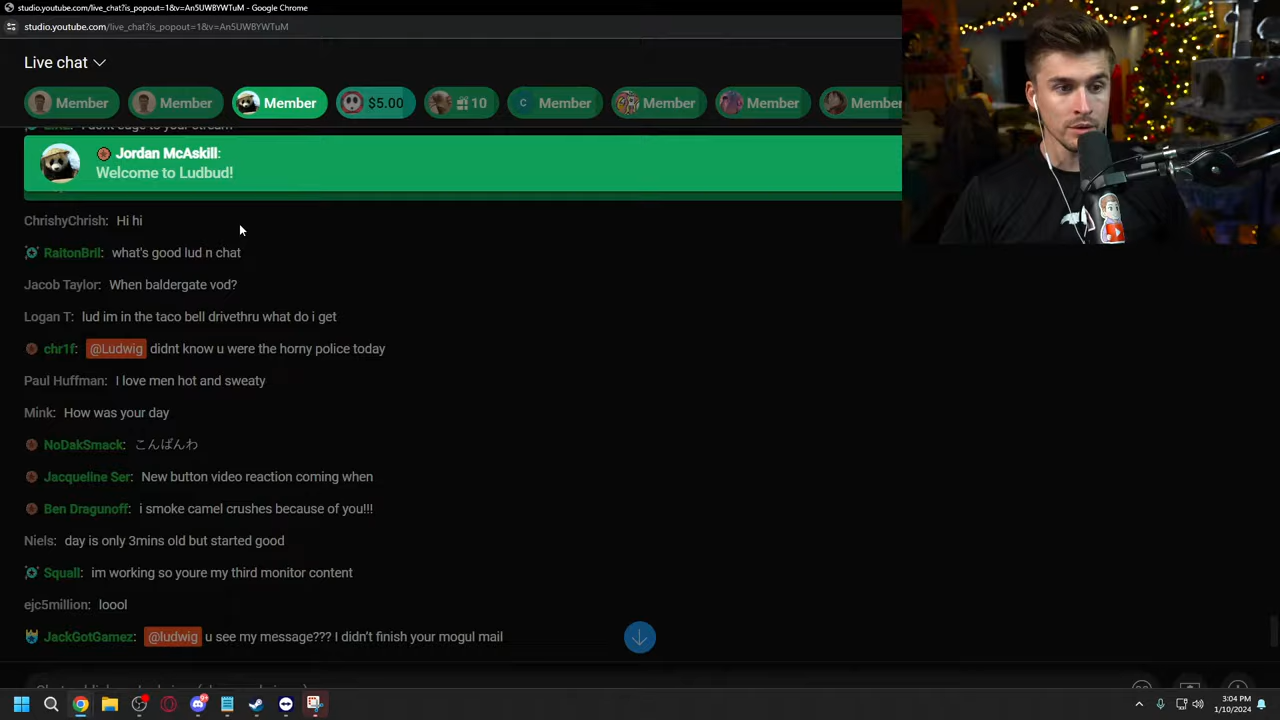 studio.youtube.com/live_chat?is_popout=1&v=An5UWBYWTuM - Google Chrome
studio.youtube.com/live_chat?is_popout=1&v=An5UWBYWTuM
Live chat
Member Member Member $5.00 10 C Member Member Member Member
Jordan McAskill:
Welcome to Ludbud!
ChrishyChrish: Hi hi
RaitonBril: what's good lud n chat
Jacob Taylor: When baldergate vod?
Logan T: lud im in the taco bell drivethru what do i get
chr1f: @Ludwig didnt know u were the horny police today
Paul Huffman: I love men hot and sweaty
Mink: How was your day
NoDakSmack: こんばんわ
Jacqueline Ser: New button video reaction coming when
Ben Dragunoff: i smoke camel crushes because of you!!!
Niels: day is only 3mins old but started good
Squall: im working so youre my third monitor content
ejc5million: loool
JackGotGamez: @ludwig u see my message??? I didn't finish your mogul mail
3:04 PM
1/10/2024